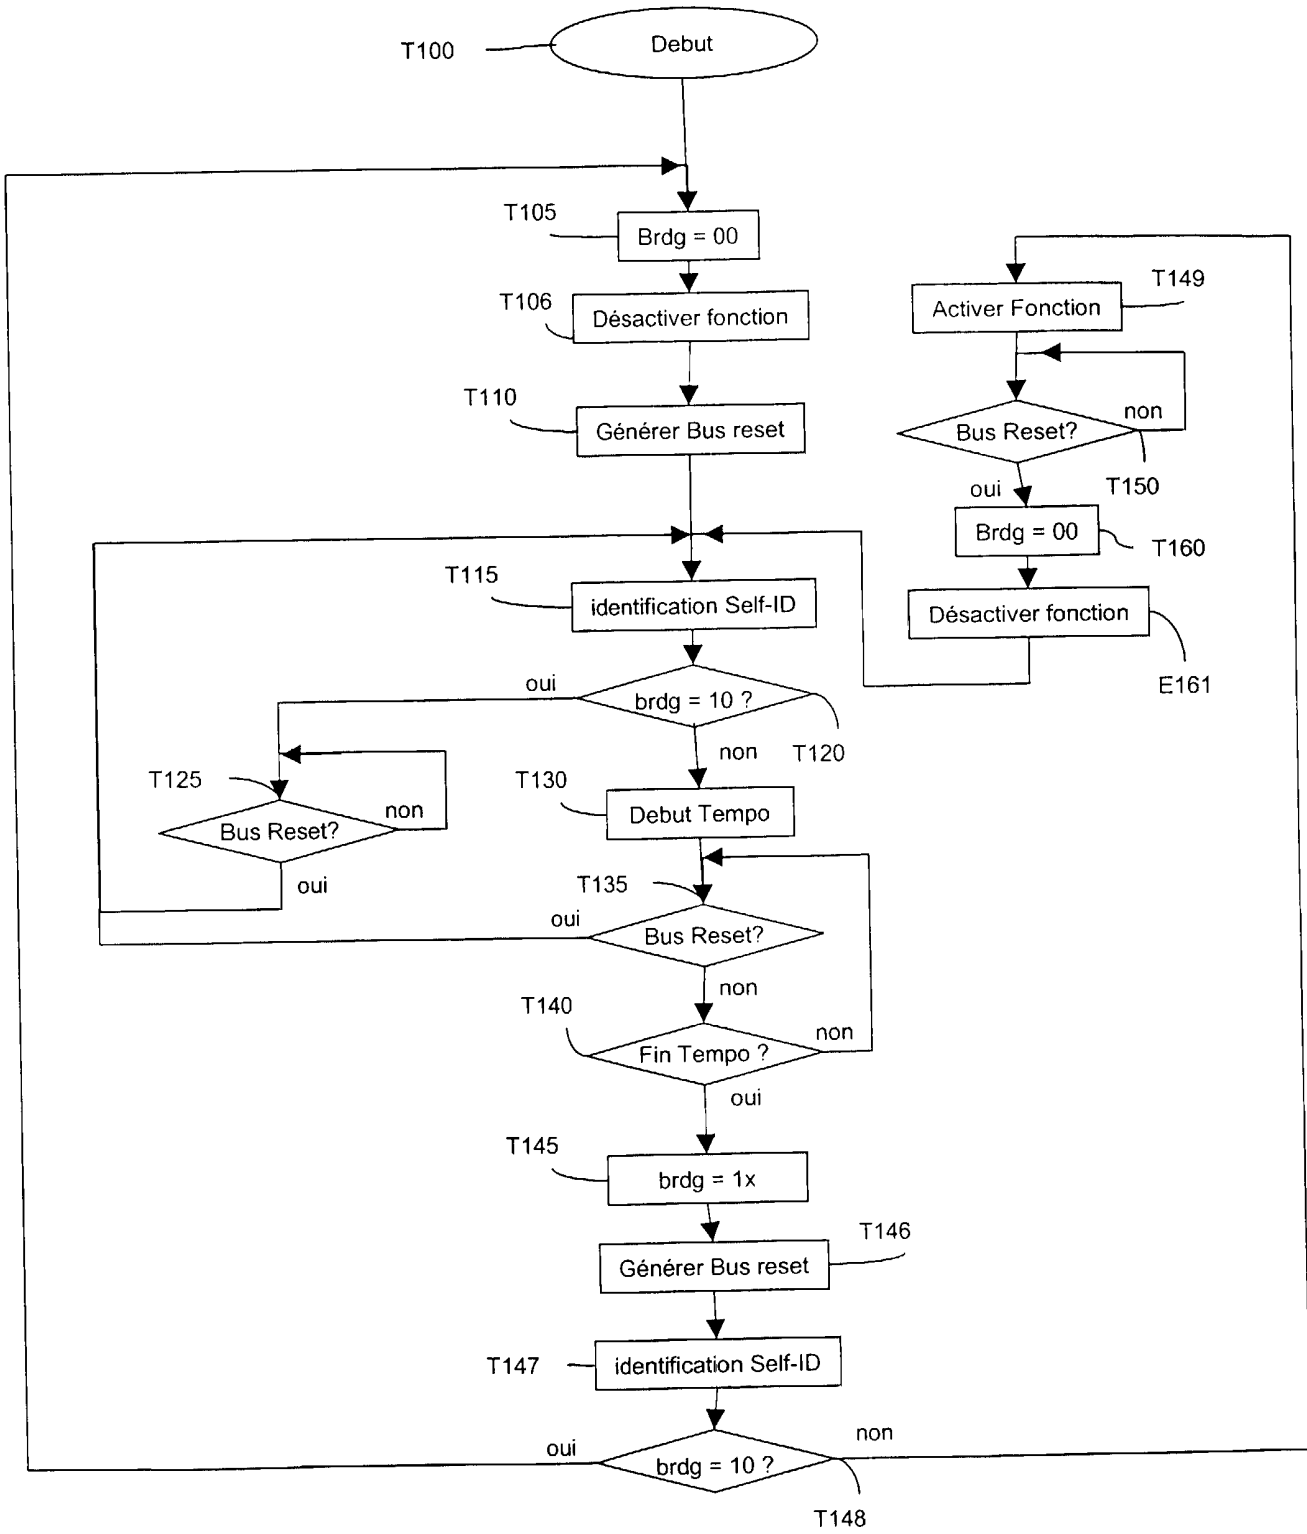 T100
Debut
T105
Brdg = 00
T106
Désactiver fonction
T110
Générer Bus reset
T115
identification Self-ID
oui
brdg = 10 ?
T120
non
T125
Bus Reset?
non
oui
T130
Debut Tempo
T135
oui
Bus Reset?
non
T140
Fin Tempo ?
non
oui
T145
brdg = 1x
T146
Générer Bus reset
T147
identification Self-ID
oui
brdg = 10 ?
non
T148
T149
Activer Fonction
Bus Reset?
non
T150
oui
Brdg = 00
T160
Désactiver fonction
E161